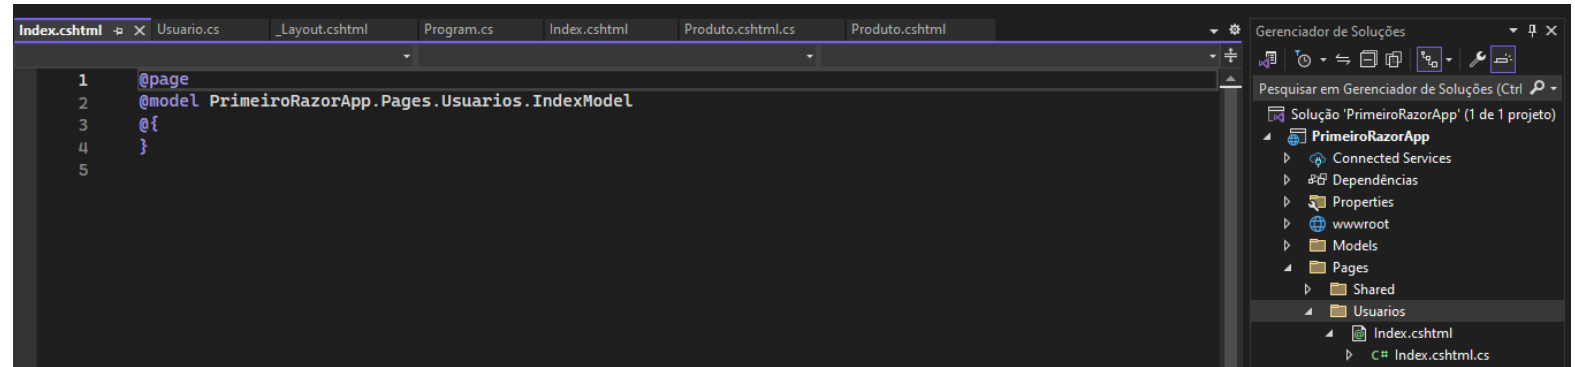 Index.cshtml Usuario.cs _Layout.cshtml Program.cs Index.cshtml Produto.cshtml.cs Produto.cshtml
1 @page
2 @model PrimeiroRazorApp.Pages.Usuarios.IndexModel
3 @{
4 }
5
Gerenciador de Soluções
Pesquisar em Gerenciador de Soluções (Ctrl
Solução 'PrimeiroRazorApp' (1 de 1 projeto)
PrimeiroRazorApp
Connected Services
Dependências
Properties
wwwroot
Models
Pages
Shared
Usuarios
Index.cshtml
C# Index.cshtml.cs